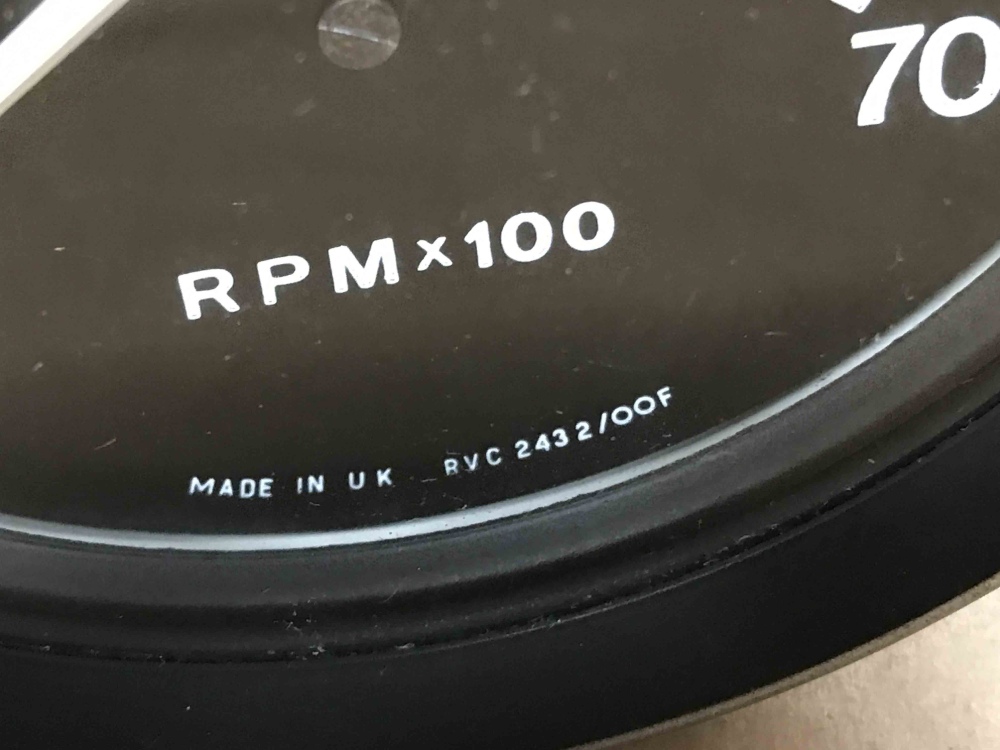 70
RPM x 100
MADE IN UK RVC 2432/00F